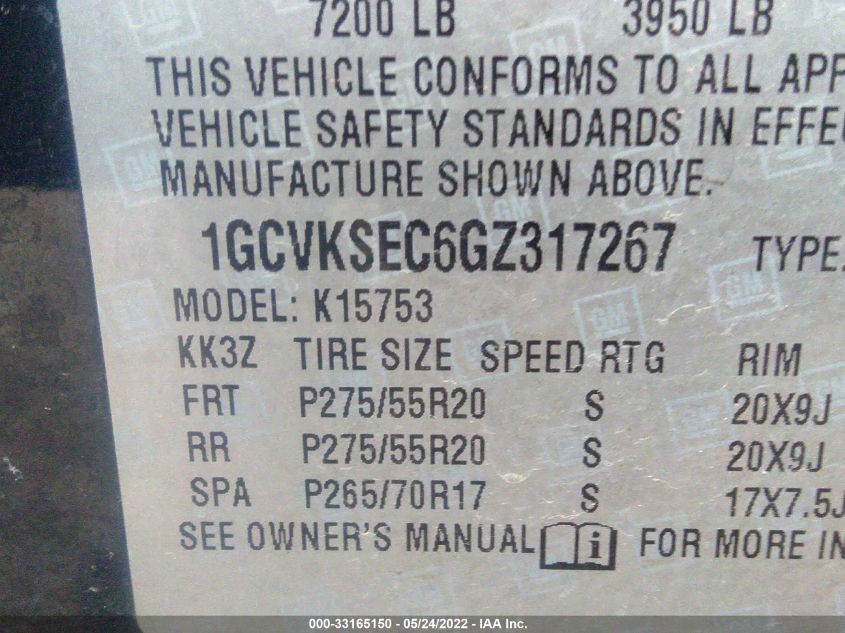 7200 LB 3950 LB
THIS VEHICLE CONFORMS TO ALL APP
VEHICLE SAFETY STANDARDS IN EFFE
MANUFACTURE SHOWN ABOVE.
1GCVKSEC6GZ317267 TYPE.
MODEL: K15753
KK3Z TIRE SIZE SPEED RTG RIM
FRT P275/55R20 S 20X9J
RR P275/55R20 S 20X9J
SPA P265/70R17 S 17X7.5J
SEE OWNER'S MANUAL i FOR MORE IN
000-33165150 - 05/24/2022 - IAA Inc.